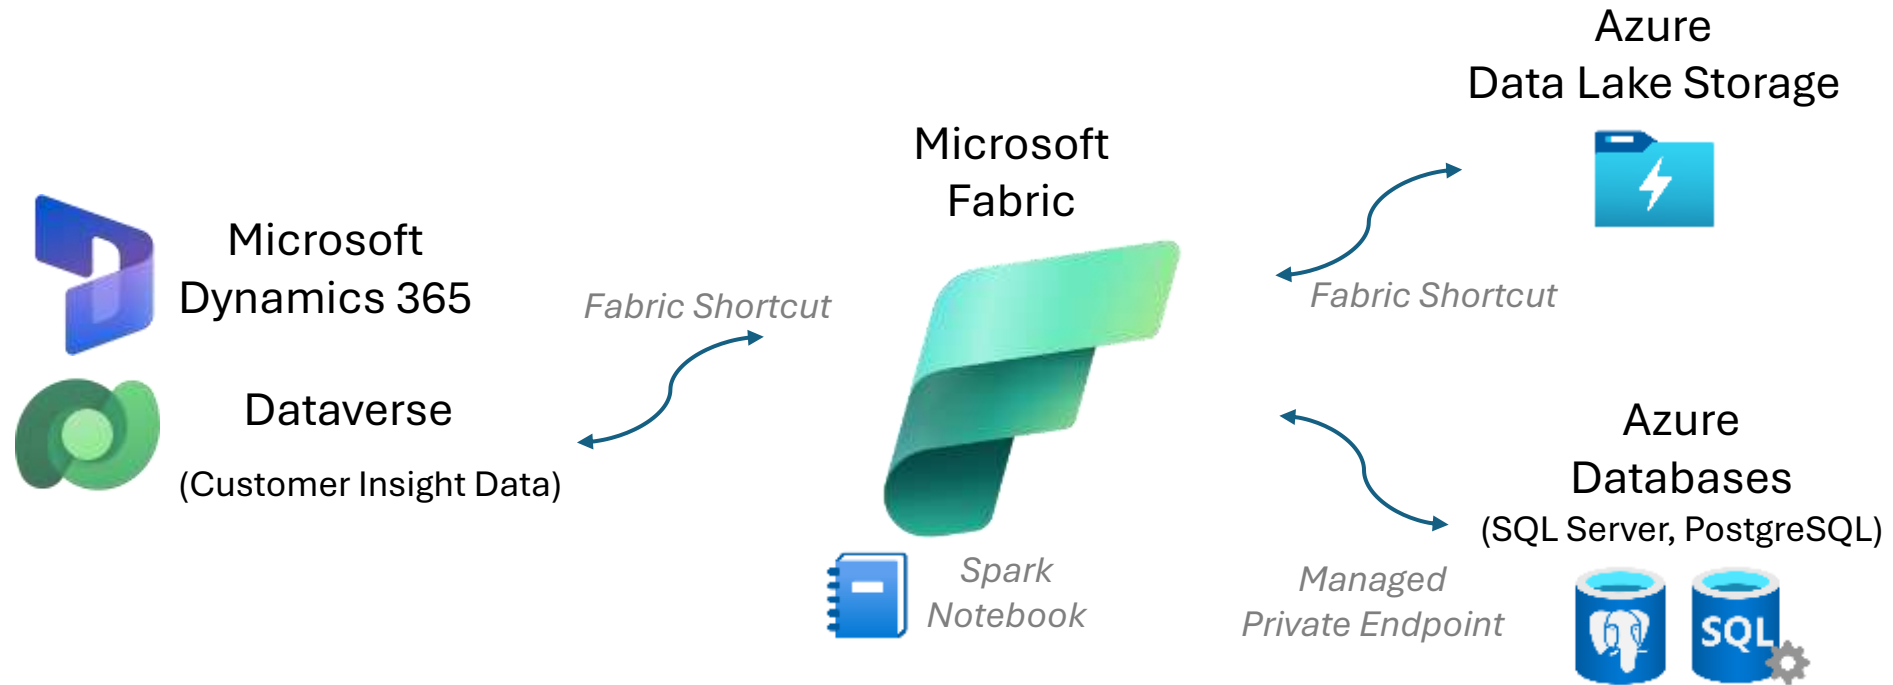 Microsoft
Dynamics 365
Dataverse
(Customer Insight Data)
Fabric Shortcut
Microsoft
Fabric
Spark
Notebook
Azure
Data Lake Storage
Fabric Shortcut
Azure
Databases
(SQL Server, PostgreSQL)
Managed
Private Endpoint
SQL